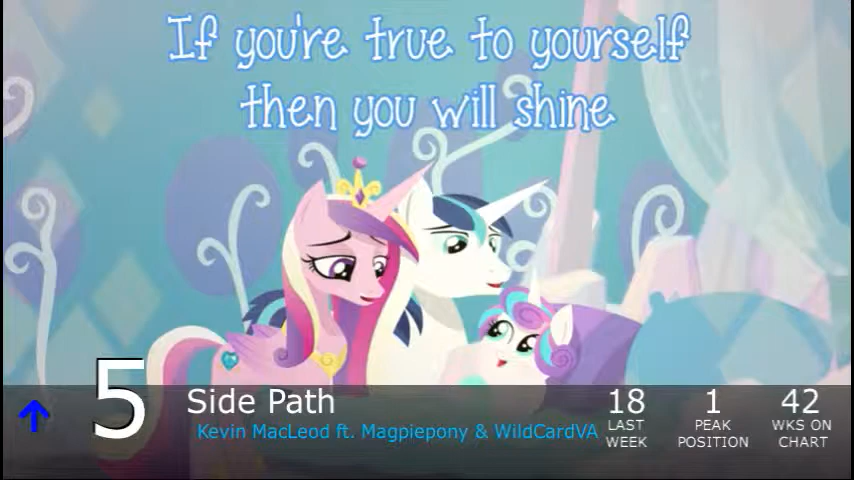 If you're true to yourself
then you will shine
5
Side Path
Kevin MacLeod ft. Magpiepony & WildCardVA
18
LAST
WEEK
1
PEAK
POSITION
42
WKS ON
CHART